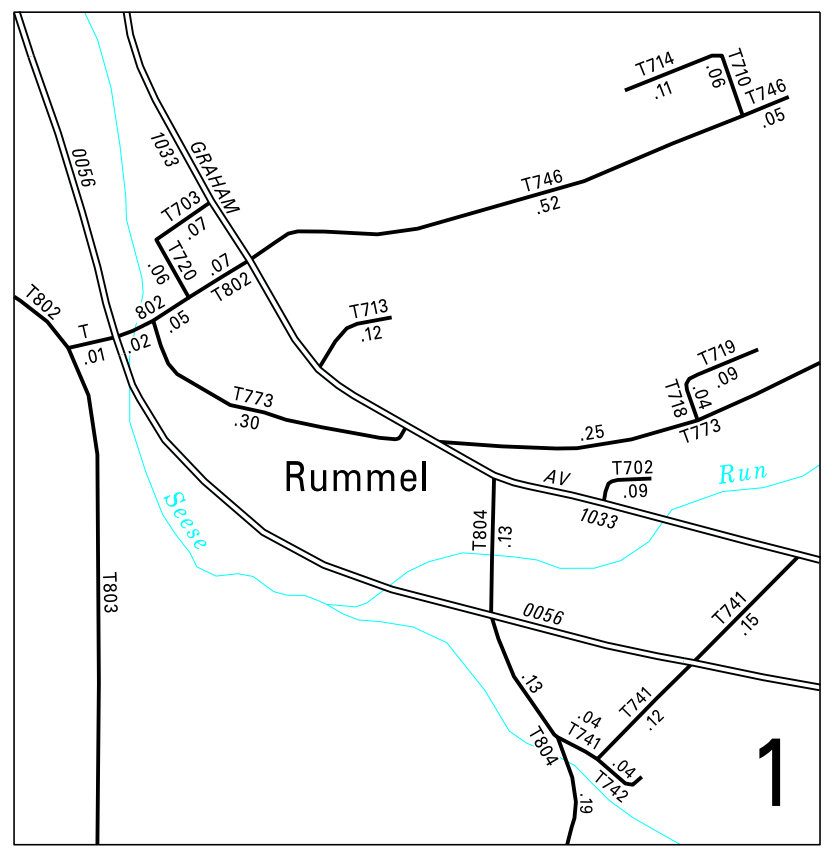 T714
.11
T710
.06
T746
.05
0056
1033
GRAHAM
T703
.07
T746
.52
T720
.06
.07
T802
T802
802
.05
T
.01
.02
T713
.12
T719
.09
T718
.04
T773
.30
.25
T773
Rummel
AV
T702
.09
1033
Run
Seese
T804
.13
T803
0056
T741
.15
.13
T741
.12
.04
T741
T804
.04
T742
.19
1